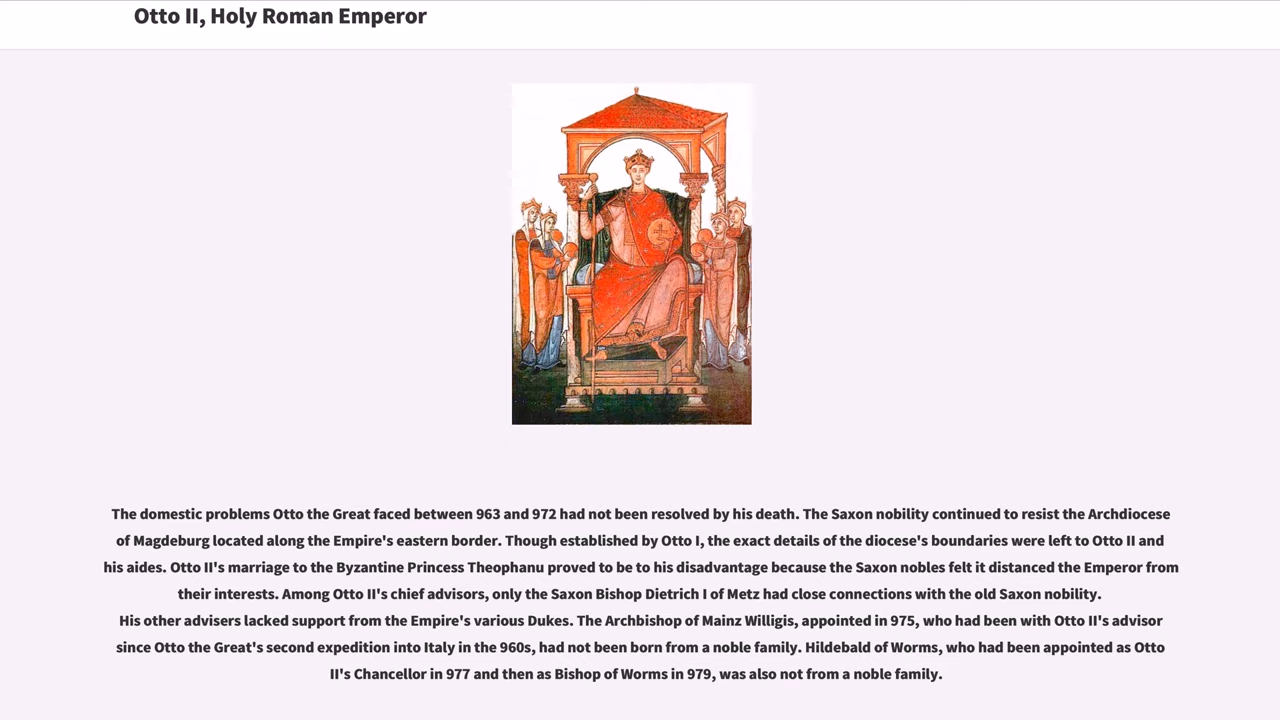 Otto II, Holy Roman Emperor
The domestic problems Otto the Great faced between 963 and 972 had not been resolved by his death. The Saxon nobility continued to resist the Archdiocese
of Magdeburg located along the Empire's eastern border. Though established by Otto I, the exact details of the diocese's boundaries were left to Otto II and
his aides. Otto II's marriage to the Byzantine Princess Theophanu proved to be to his disadvantage because the Saxon nobles felt it distanced the Emperor from
their interests. Among Otto II's chief advisors, only the Saxon Bishop Dietrich I of Metz had close connections with the old Saxon nobility.
His other advisers lacked support from the Empire's various Dukes. The Archbishop of Mainz Willigis, appointed in 975, who had been with Otto II's advisor
since Otto the Great's second expedition into Italy in the 960s, had not been born from a noble family. Hildebald of Worms, who had been appointed as Otto
II's Chancellor in 977 and then as Bishop of Worms in 979, was also not from a noble family.